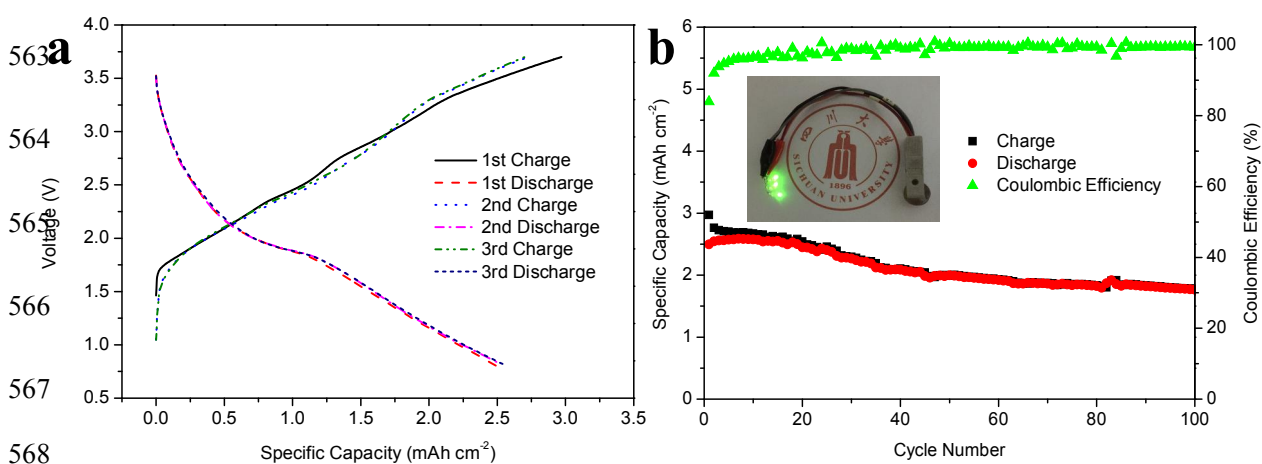 563
564
565
566
567
568
a
4.0
3.5
3.0
2.5
2.0
1.5
1.0
0.5
Voltage (V)
1st Charge
1st Discharge
2nd Charge
2nd Discharge
3rd Charge
3rd Discharge
0.0 0.5 1.0 1.5 2.0 2.5 3.0 3.5
Specific Capacity (mAh cm⁻²)
b
6
5
4
3
2
1
0
Specific Capacity (mAh cm⁻²)
四川大學
SICHUAN UNIVERSITY
1896
Charge
Discharge
Coulombic Efficiency
100
80
60
40
20
0
Coulombic Efficiency (%)
0 20 40 60 80 100
Cycle Number